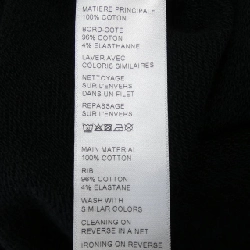 MATIERE PRINCIPALE
100% COTON
BORD-COTE
96% COTON
4% ELASTHANNE
LAVER AVEC
COLORIS SIMILAIRES
NETTOYAGE
SUR L'ENVERS
DANS UN FILET
REPASSAGE
SUR L'ENVERS
MAIN MATERIAL
100% COTTON
RIB
96% COTTON
4% ELASTANE
WASH WITH
SIMILAR COLORS
CLEANING ON
REVERSE IN A NET
IRONING ON REVERSE